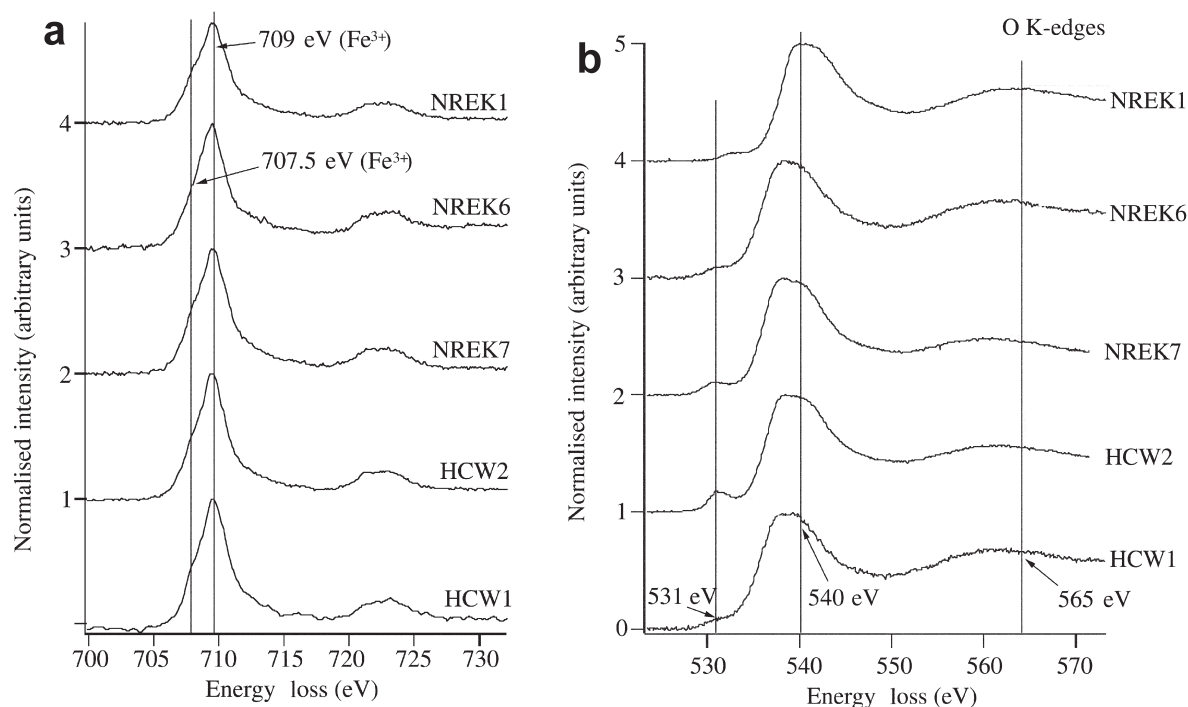 a
709 eV (Fe3+)
NREK1
4
707.5 eV (Fe3+)
NREK6
3
NREK7
2
HCW2
1
HCW1
700 705 710 715 720 725 730
Energy loss (eV)
Normalised intensity (arbitrary units)
b
O K-edges
5
NREK1
4
NREK6
3
NREK7
2
HCW2
1
HCW1
531 eV
540 eV
565 eV
0
530 540 550 560 570
Energy loss (eV)
Normalised intensity (arbitrary units)